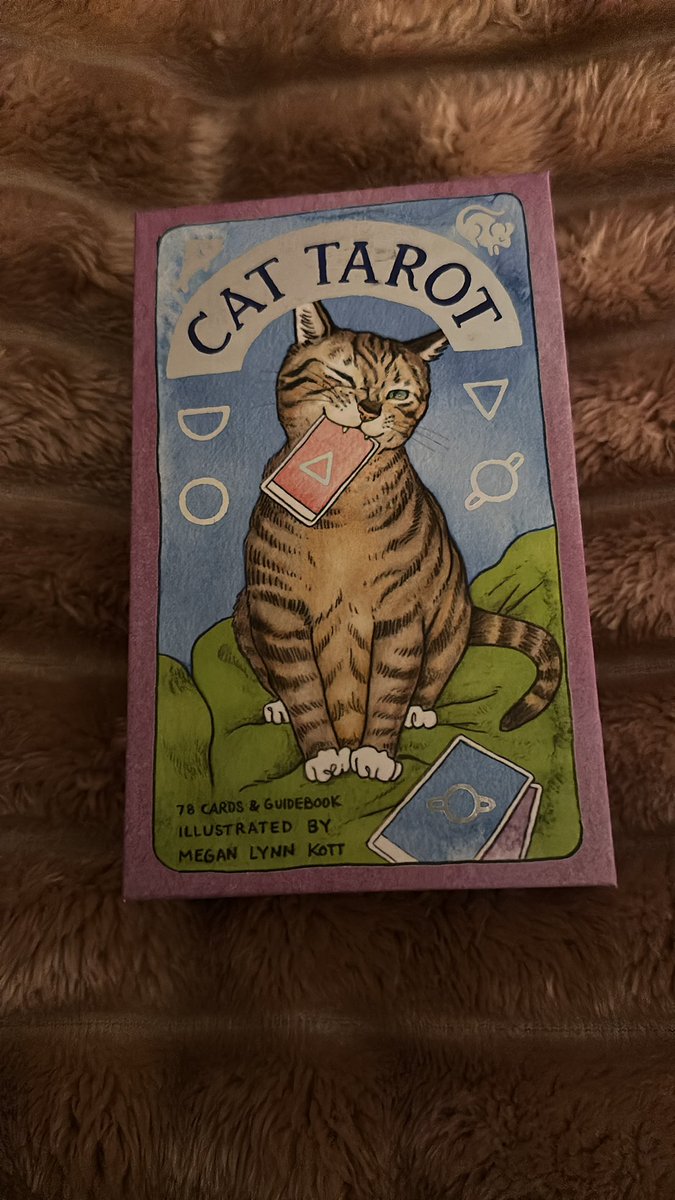 CAT TAROT
78 CARDS & GUIDEBOOK
ILLUSTRATED BY
MEGAN LYNN KOTT